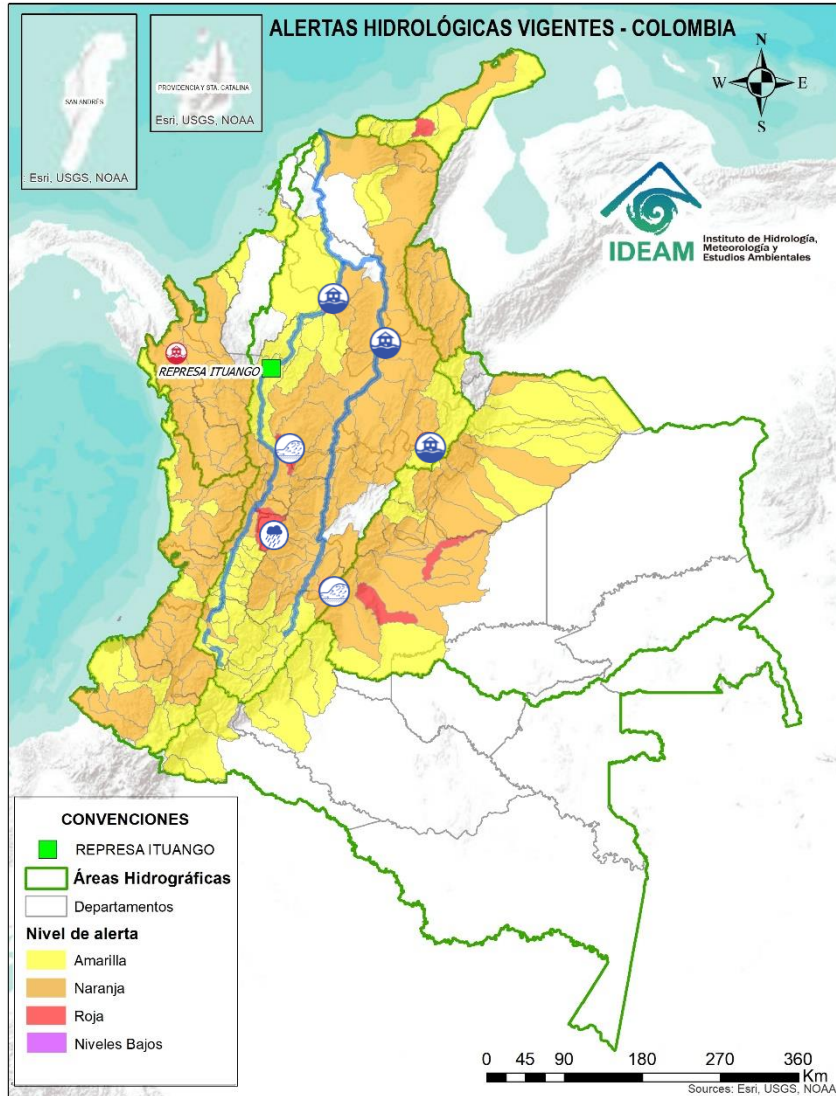 ALERTAS HIDROLÓGICAS VIGENTES - COLOMBIA
SAN ANDRÉS
Esri, USGS, NOAA
PROVIDENCIA Y STA. CATALINA
Esri, USGS, NOAA
N
W
E
S
IDEAM
Instituto de Hidrología,
Meteorología y
Estudios Ambientales
REPRESA ITUANGO
CONVENCIONES
REPRESA ITUANGO
Áreas Hidrográficas
Departamentos
Nivel de alerta
Amarilla
Naranja
Roja
Niveles Bajos
0 45 90 180 270 360
Km
Sources: Esri, USGS, NOAA